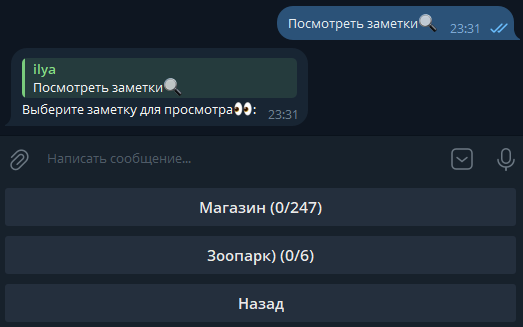 Посмотреть заметки🔍 23:31
ilya
Посмотреть заметки🔍
Выберите заметку для просмотра👀: 23:31
Написать сообщение...
Магазин (0/247)
Зоопарк) (0/6)
Назад